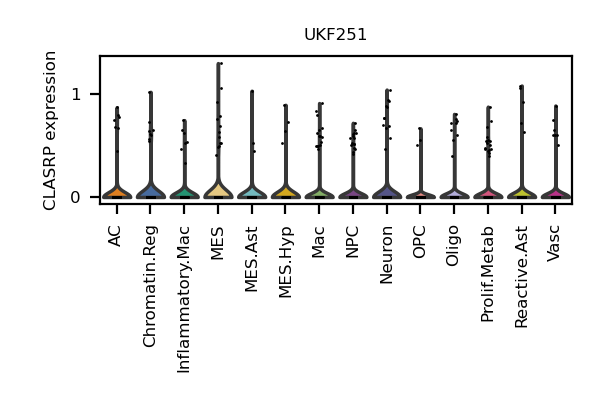 UKF251
CLASRP expression
1
0
AC
Chromatin.Reg
Inflammatory.Mac
MES
MES.Ast
MES.Hyp
Mac
NPC
Neuron
OPC
Oligo
Prolif.Metab
Reactive.Ast
Vasc